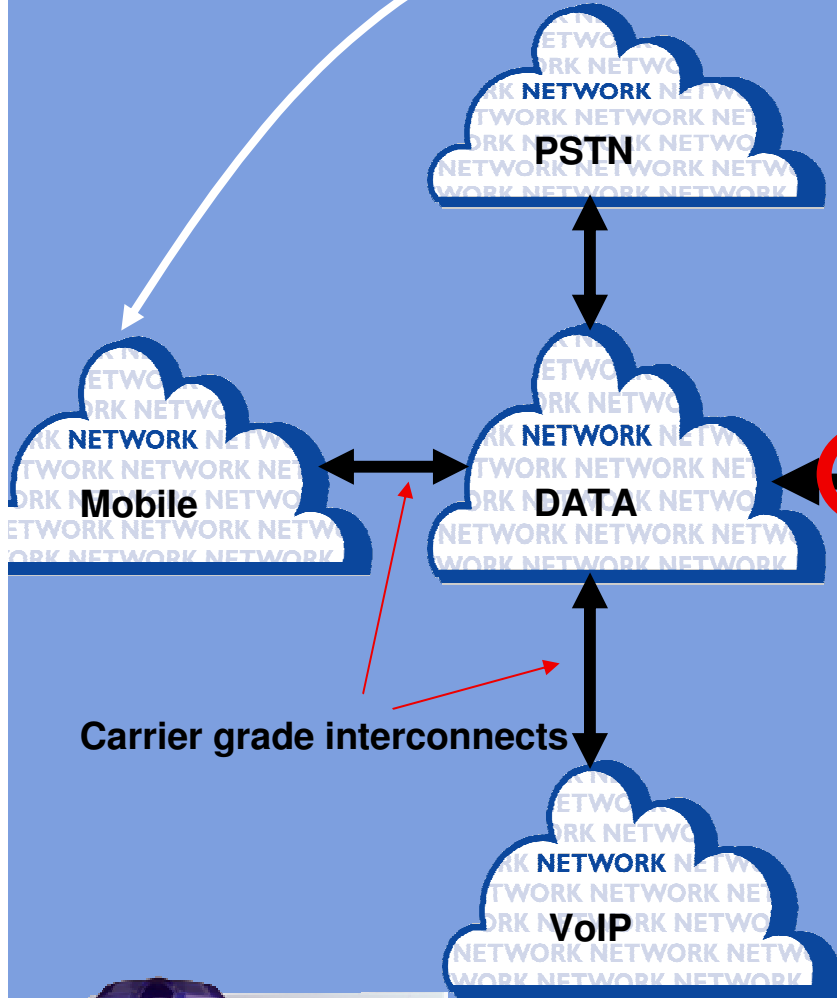 NETWORK
PSTN
NETWORK
Mobile
NETWORK
DATA
Carrier grade interconnects
NETWORK
VoIP